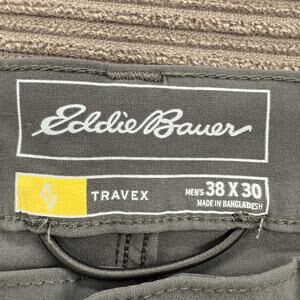 Eddie Bauer
TRAVEX
MEN'S 38 X 30
MADE IN BANGLADESH